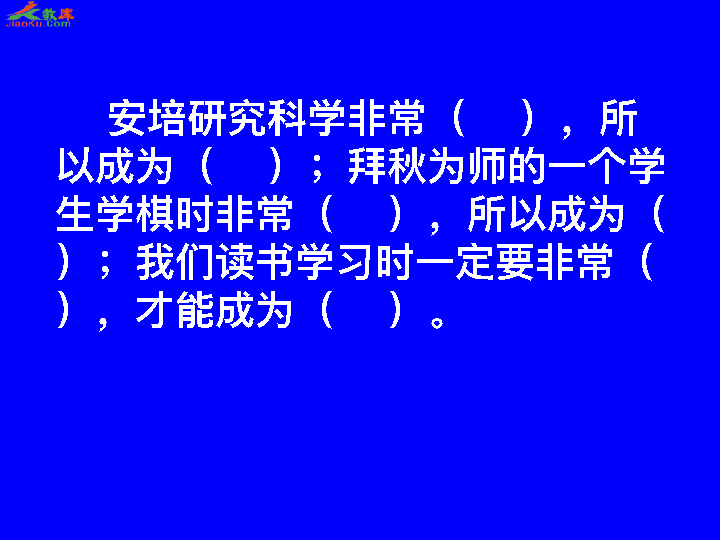 教库
JiaoKu.Com
安培研究科学非常（　），所
以成为（　）；拜秋为师的一个学
生学棋时非常（　），所以成为（
）；我们读书学习时一定要非常（
），才能成为（　）。